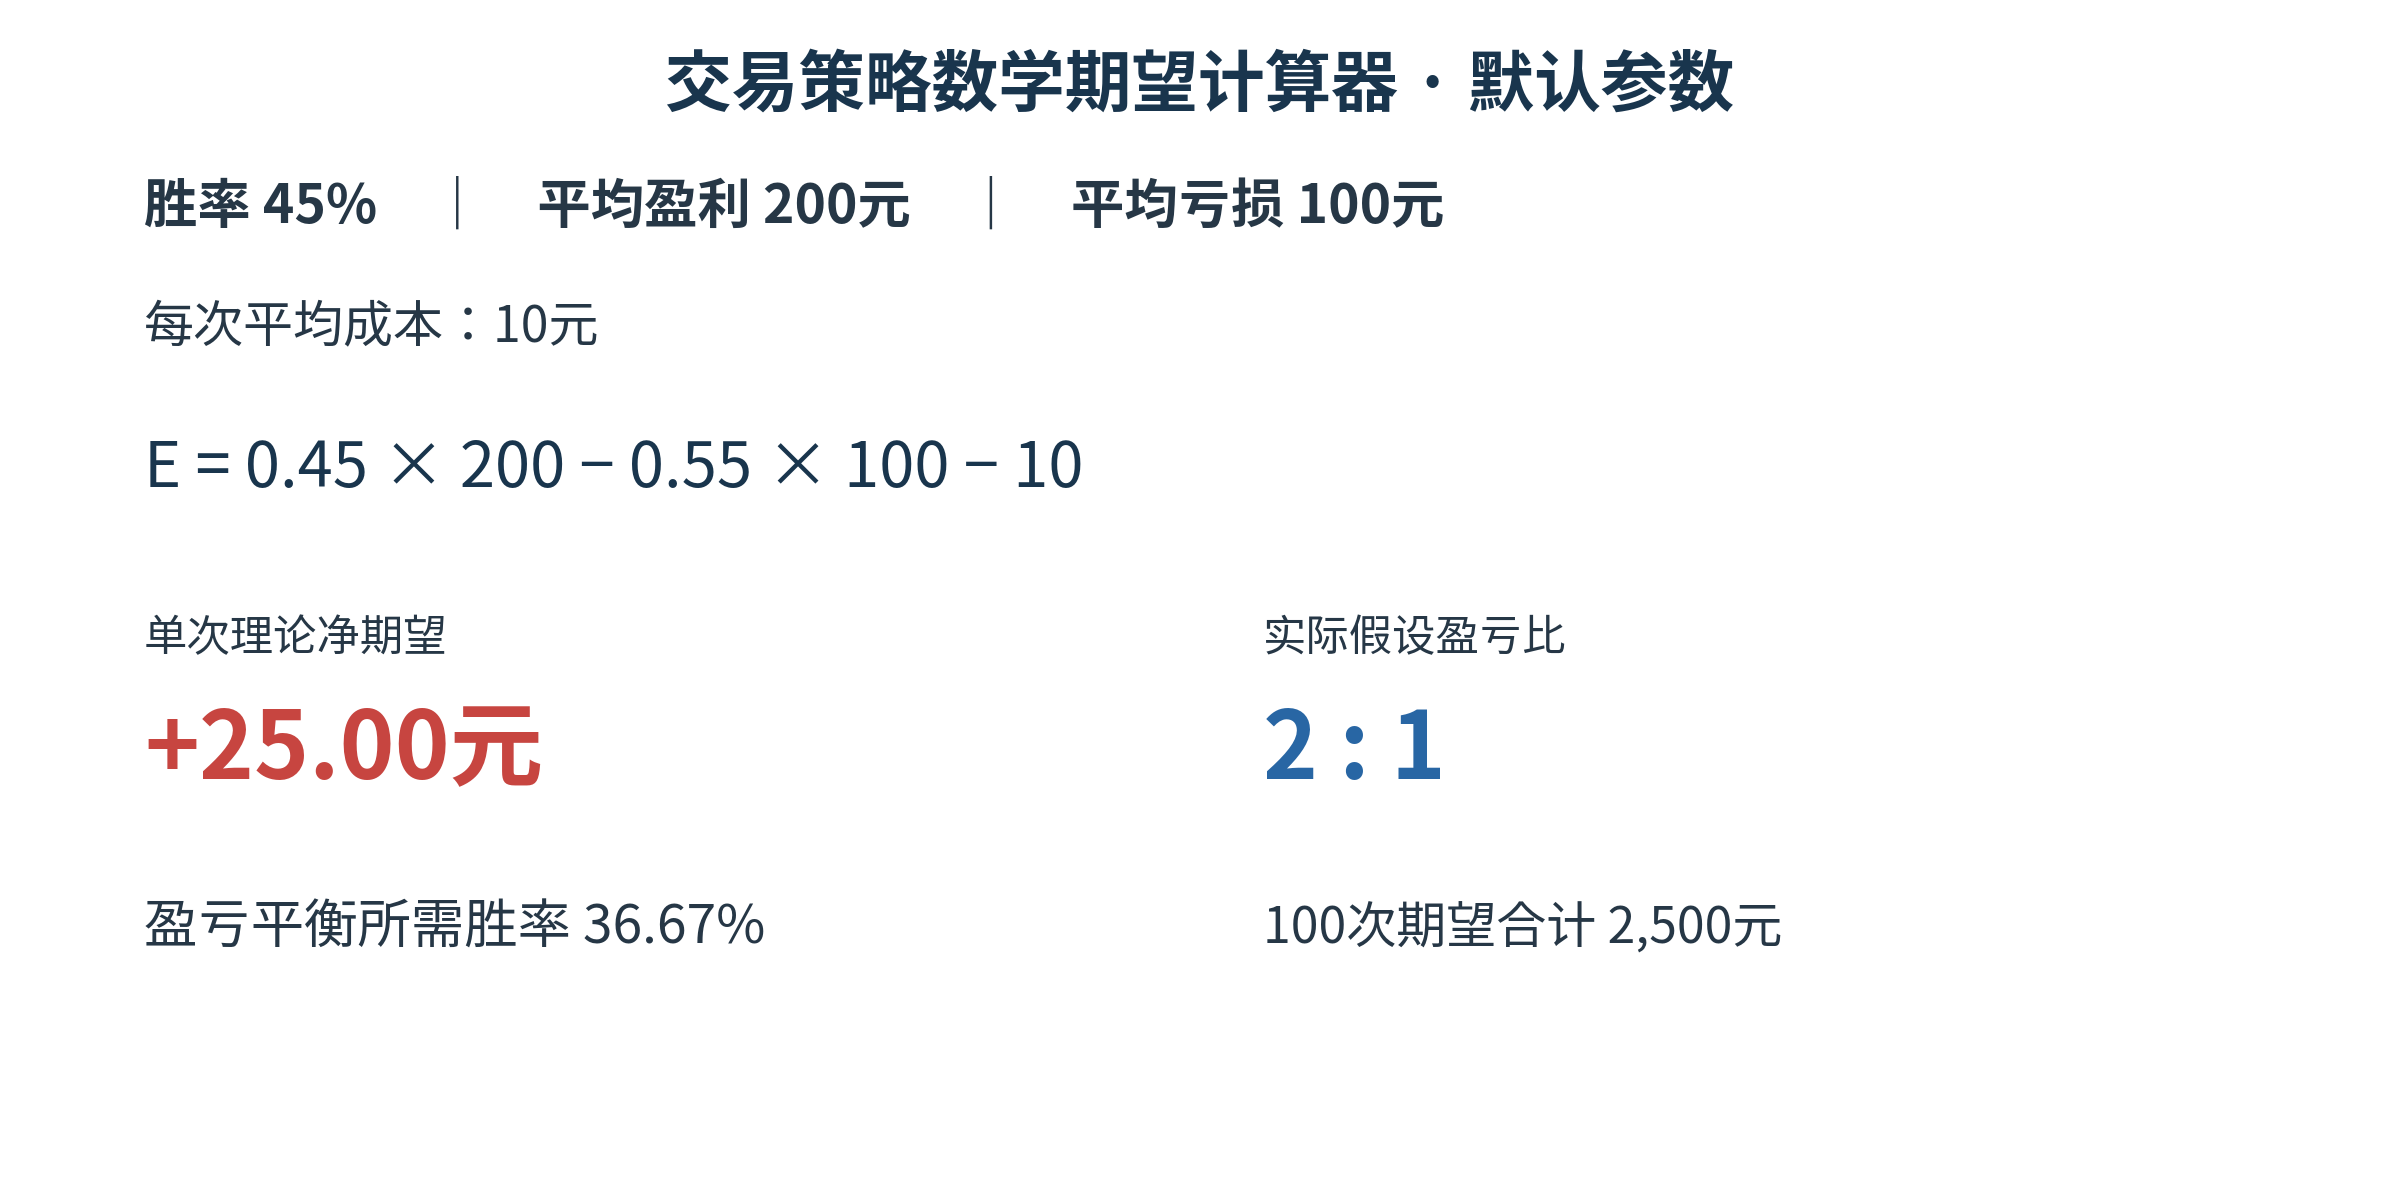 交易策略数学期望计算器 · 默认参数
胜率 45% ｜ 平均盈利 200元 ｜ 平均亏损 100元
每次平均成本：10元
E = 0.45 × 200 − 0.55 × 100 − 10
单次理论净期望
实际假设盈亏比
+25.00元
2 : 1
盈亏平衡所需胜率 36.67%
100次期望合计 2,500元